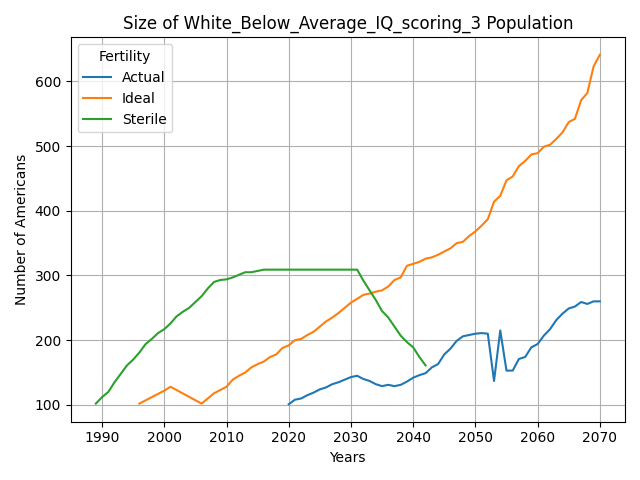 Size of White_Below_Average_IQ_scoring_3 Population
Fertility
Actual
Ideal
Sterile
Number of Americans
600
500
400
300
200
100
1990 2000 2010 2020 2030 2040 2050 2060 2070
Years